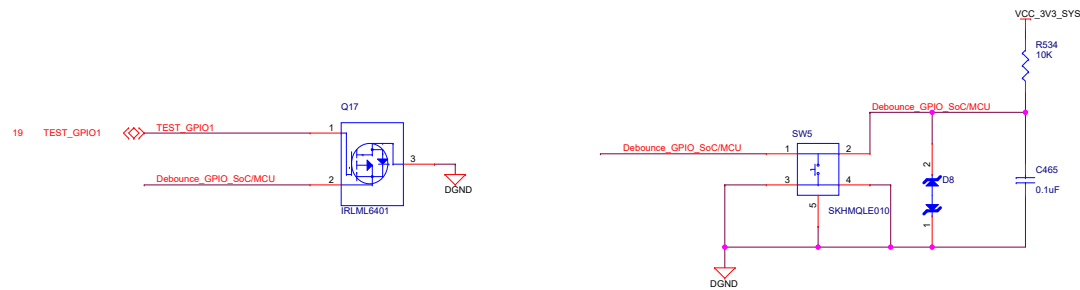 VCC_3V3_SYS
R534
10K
Q17
Debounce_GPIO_SoC/MCU
19 TEST_GPIO1 TEST_GPIO1 1
SW5
Debounce_GPIO_SoC/MCU 1 2
3
2 D8
C465
Debounce_GPIO_SoC/MCU 2
3 4
0.1uF
DGND
IRLML6401
5 SKHMQLE010
1
DGND